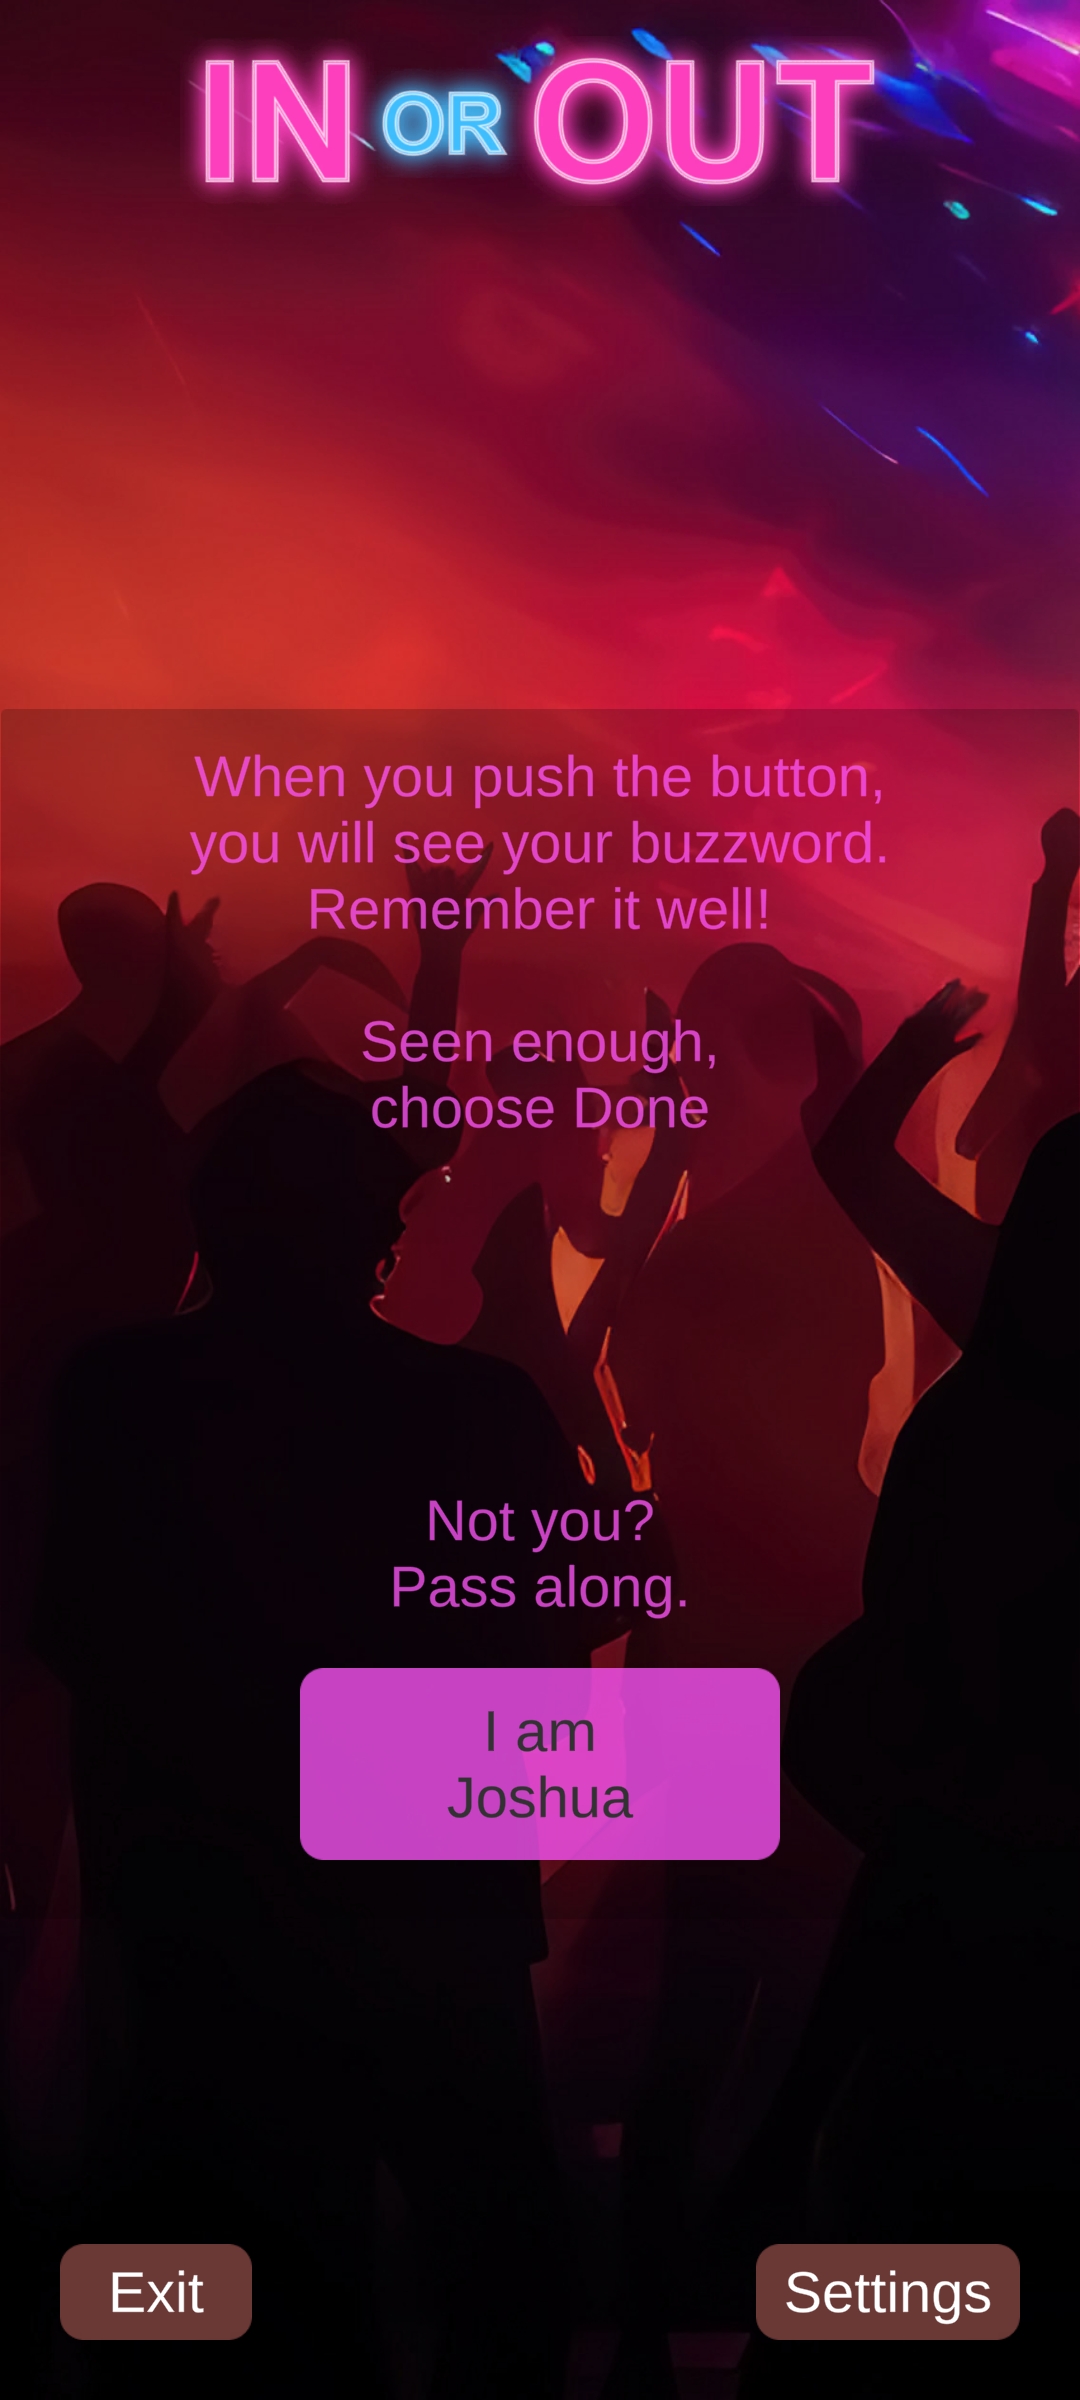 IN OR OUT
When you push the button,
you will see your buzzword.
Remember it well!
Seen enough,
choose Done
Not you?
Pass along.
I am
Joshua
Exit
Settings